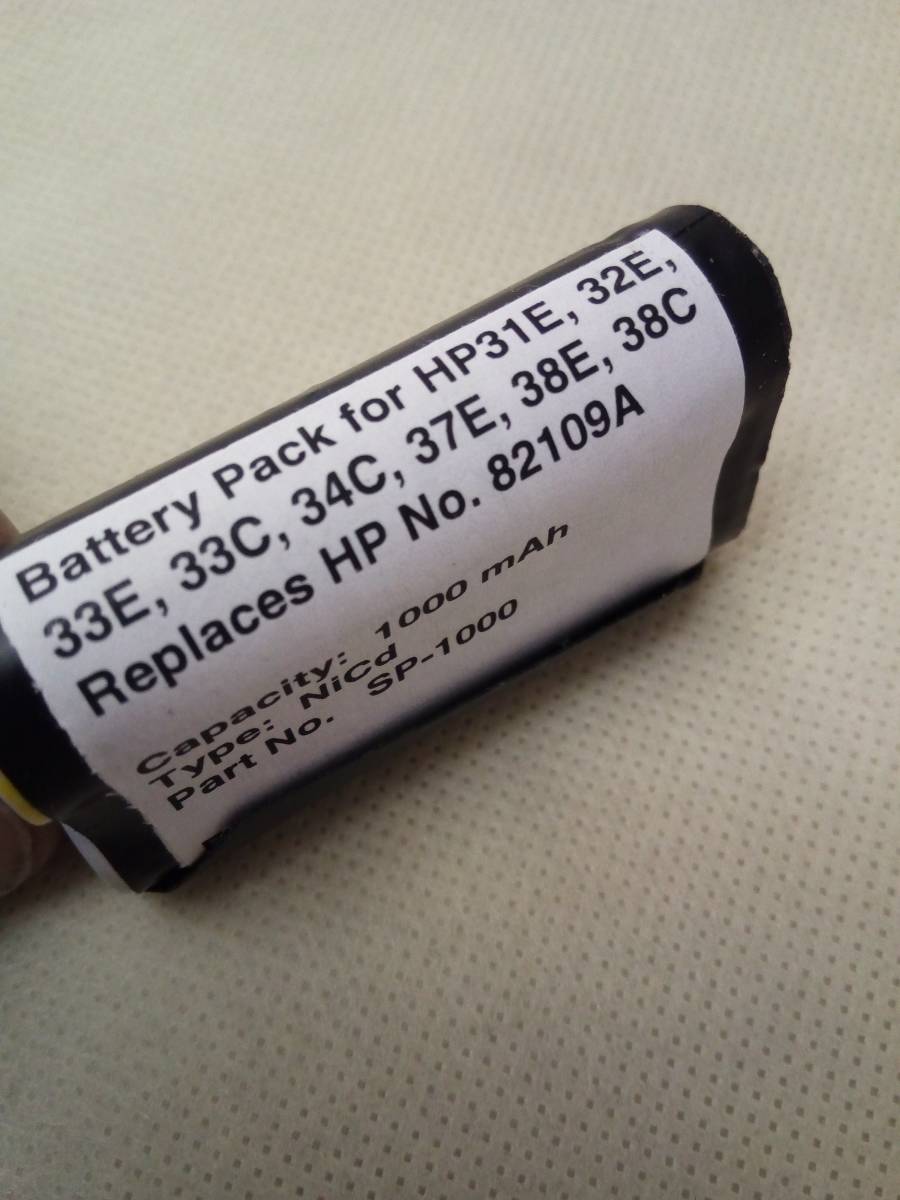 Battery Pack for HP31E, 32E,
33E, 33C, 34C, 37E, 38E, 38C
Replaces HP No. 82109A
Capacity: 1000 mAh
Type: NiCd
Part No. SP-1000